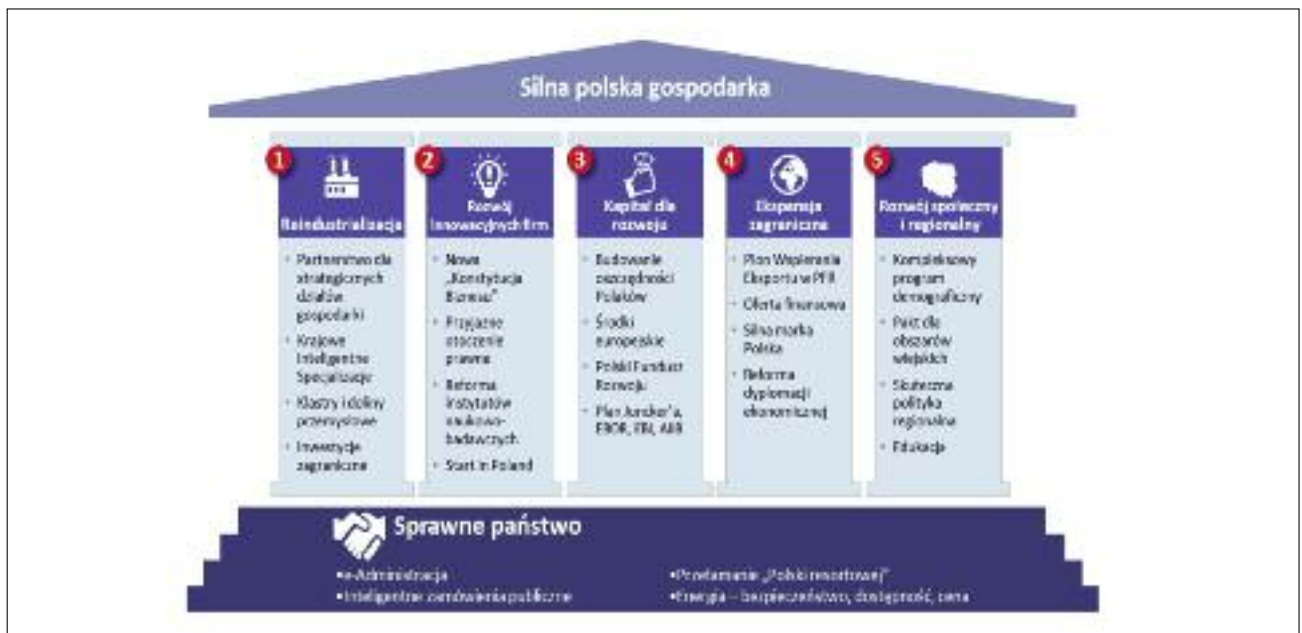 Silna polska gospodarka
1
Reindustrializacja
• Partnerstwo dla
strategicznych
działów
gospodarki
• Krajowe
Inteligentne
Specjalizacje
• Klastry i doliny
przemysłowe
• Inwestycje
zagraniczne
2
Rozwój
innowacyjnych firm
• Nowa
„Konstytucja
Biznesu”
• Przyjazne
otoczenie
prawne
• Reforma
instytutów
naukowo-
badawczych
• Start in Poland
3
Kapitał dla
rozwoju
• Budowanie
oszczędności
Polaków
• Środki
europejskie
• Polski Fundusz
Rozwoju
• Plan Juncker'a,
EBOR, EBI, AIIB
4
Ekspansja
zagraniczna
• Plan Wspierania
Eksportu w PFR
• Oferta finansowa
• Silna marka
Polska
• Reforma
dyplomacji
ekonomicznej
5
Rozwój społeczny
i regionalny
• Kompleksowy
program
demograficzny
• Pakt dla
obszarów
wiejskich
• Skuteczna
polityka
regionalna
• Edukacja
Sprawne państwo
•e-Administracja
•Inteligentne zamówienia publiczne
•Przełamanie „Polski resortowej”
•Energia – bezpieczeństwo, dostępność, cena